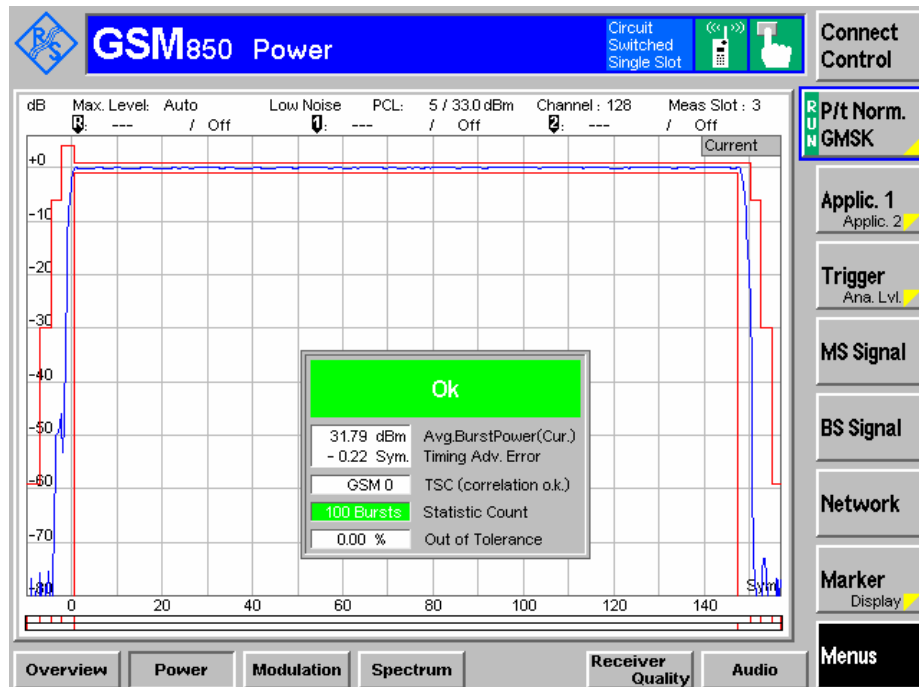 R&S
GSM850 Power
Circuit
Switched
Single Slot
Connect
Control
dB Max. Level: Auto Low Noise PCL: 5 / 33.0 dBm Channel : 128 Meas Slot : 3
R: --- / Off 1: --- / Off 2: --- / Off
Current
RUN
P/t Norm.
GMSK
+0
-10
-20
-30
-40
-50
-60
-70
-80
Applic. 1
Applic. 2
Trigger
Ana. Lvl.
MS Signal
BS Signal
Network
Marker
Display
Menus
Ok
31.79 dBm Avg.BurstPower(Cur.)
- 0.22 Sym. Timing Adv. Error
GSM 0 TSC (correlation o.k.)
100 Bursts Statistic Count
0.00 % Out of Tolerance
Sym
0 20 40 60 80 100 120 140
Overview Power Modulation Spectrum Receiver Quality Audio